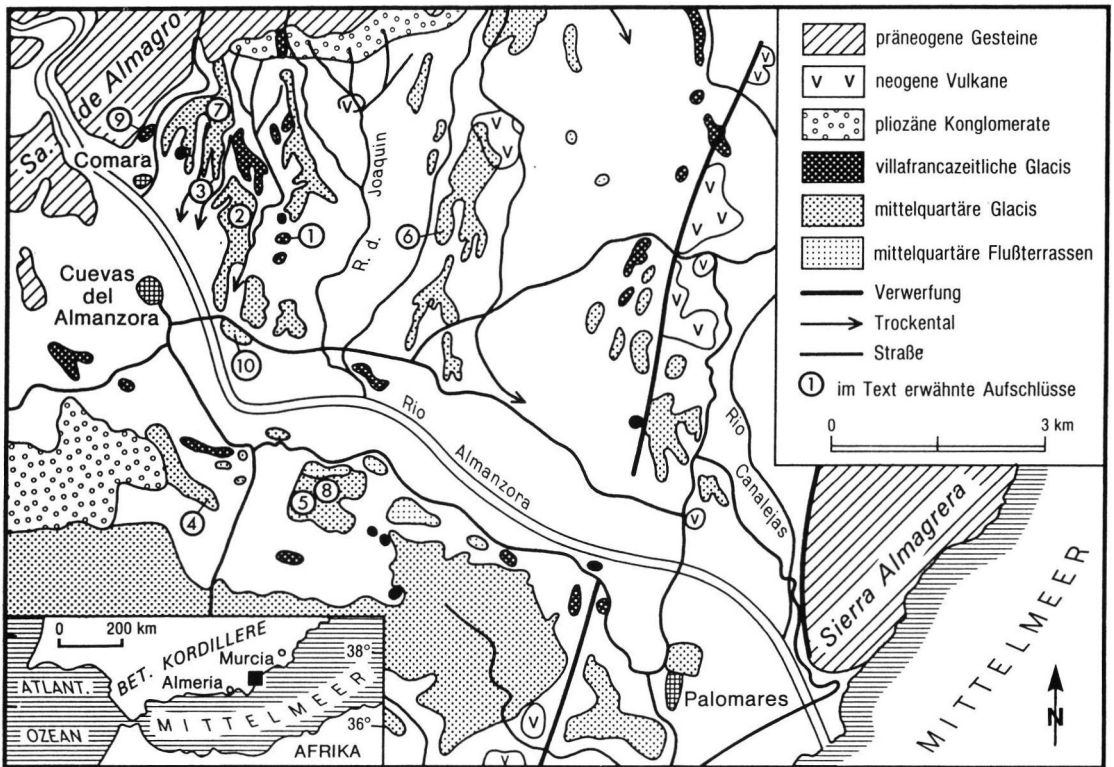 Sa. de Almagro
Comara
Cuevas
del
Almanzora
R. d. Joaquin
Rio Almanzora
Rio Canalejas
Sierra Almagrera
Palomares
MITTELMEER
N
9
7
3
2
1
6
10
4
5
8
v
v
v
v
v
v
v
v
v
v
v
v
v
v
präneogene Gesteine
v v neogene Vulkane
pliozäne Konglomerate
villafrancazeitliche Glacis
mittelquartäre Glacis
mittelquartäre Flußterrassen
Verwerfung
Trockental
Straße
1 im Text erwähnte Aufschlüsse
0 3 km
0 200 km
BET. KORDILLERE
Murcia
38°
Almeria
ATLANT.
OZEAN
MITTELMEER
36°
AFRIKA